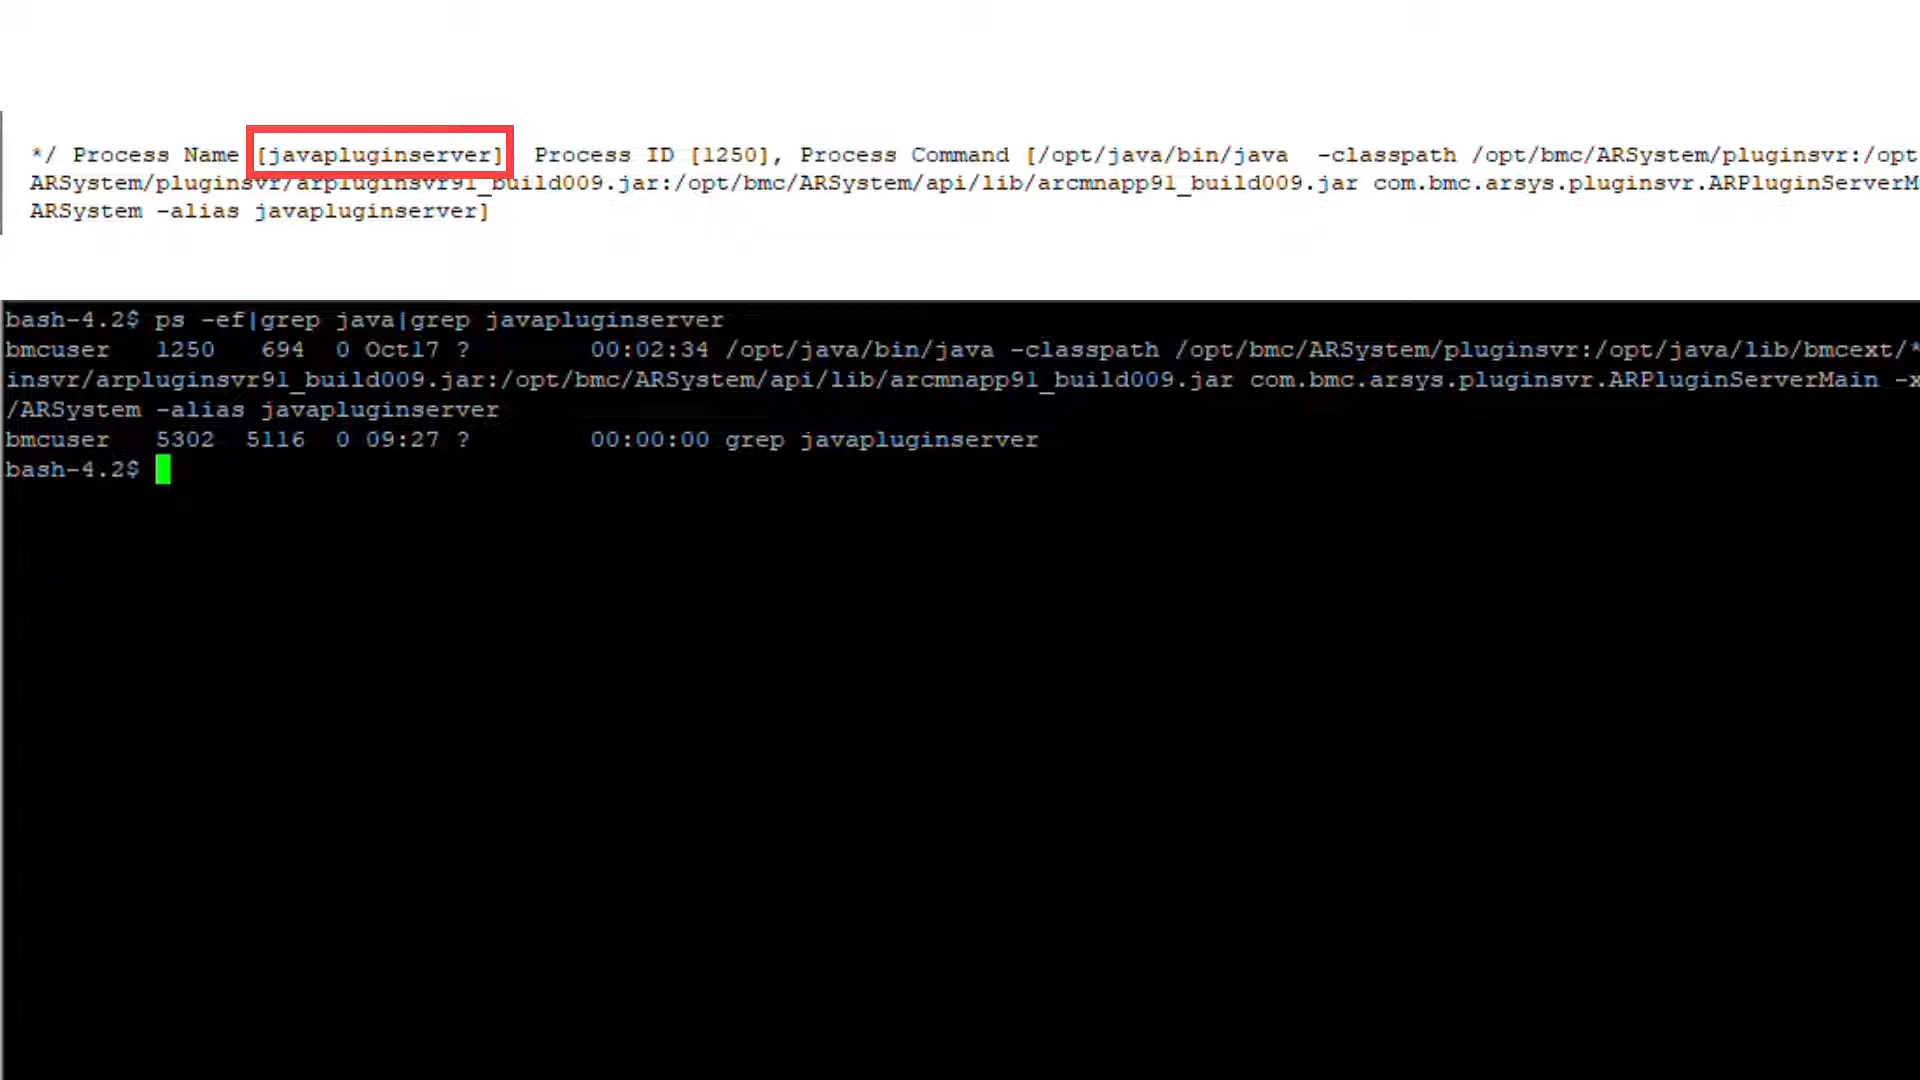 */ Process Name [javapluginserver] Process ID [1250], Process Command [/opt/java/bin/java -classpath /opt/bmc/ARSystem/pluginsvr:/opt
ARSystem/pluginsvr/arpluginsvr91_build009.jar:/opt/bmc/ARSystem/api/lib/arcmnapp91_build009.jar com.bmc.arsys.pluginsvr.ARPluginServerM
ARSystem -alias javapluginserver]
bash-4.2$ ps -ef|grep java|grep javapluginserver
bmcuser 1250 694 0 Oct17 ? 00:02:34 /opt/java/bin/java -classpath /opt/bmc/ARSystem/pluginsvr:/opt/java/lib/bmcext/*
insvr/arpluginsvr91_build009.jar:/opt/bmc/ARSystem/api/lib/arcmnapp91_build009.jar com.bmc.arsys.pluginsvr.ARPluginServerMain -x
/ARSystem -alias javapluginserver
bmcuser 5302 5116 0 09:27 ? 00:00:00 grep javapluginserver
bash-4.2$